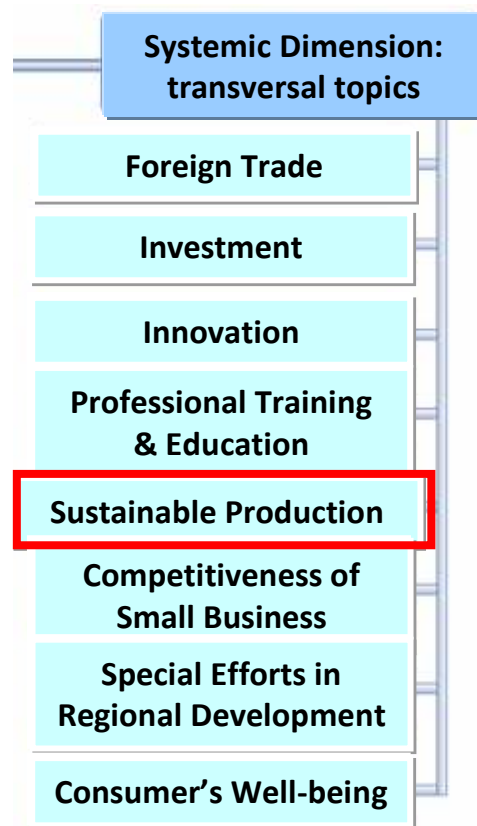 Systemic Dimension:
transversal topics
Foreign Trade
Investment
Innovation
Professional Training
& Education
Sustainable Production
Competitiveness of
Small Business
Special Efforts in
Regional Development
Consumer’s Well-being